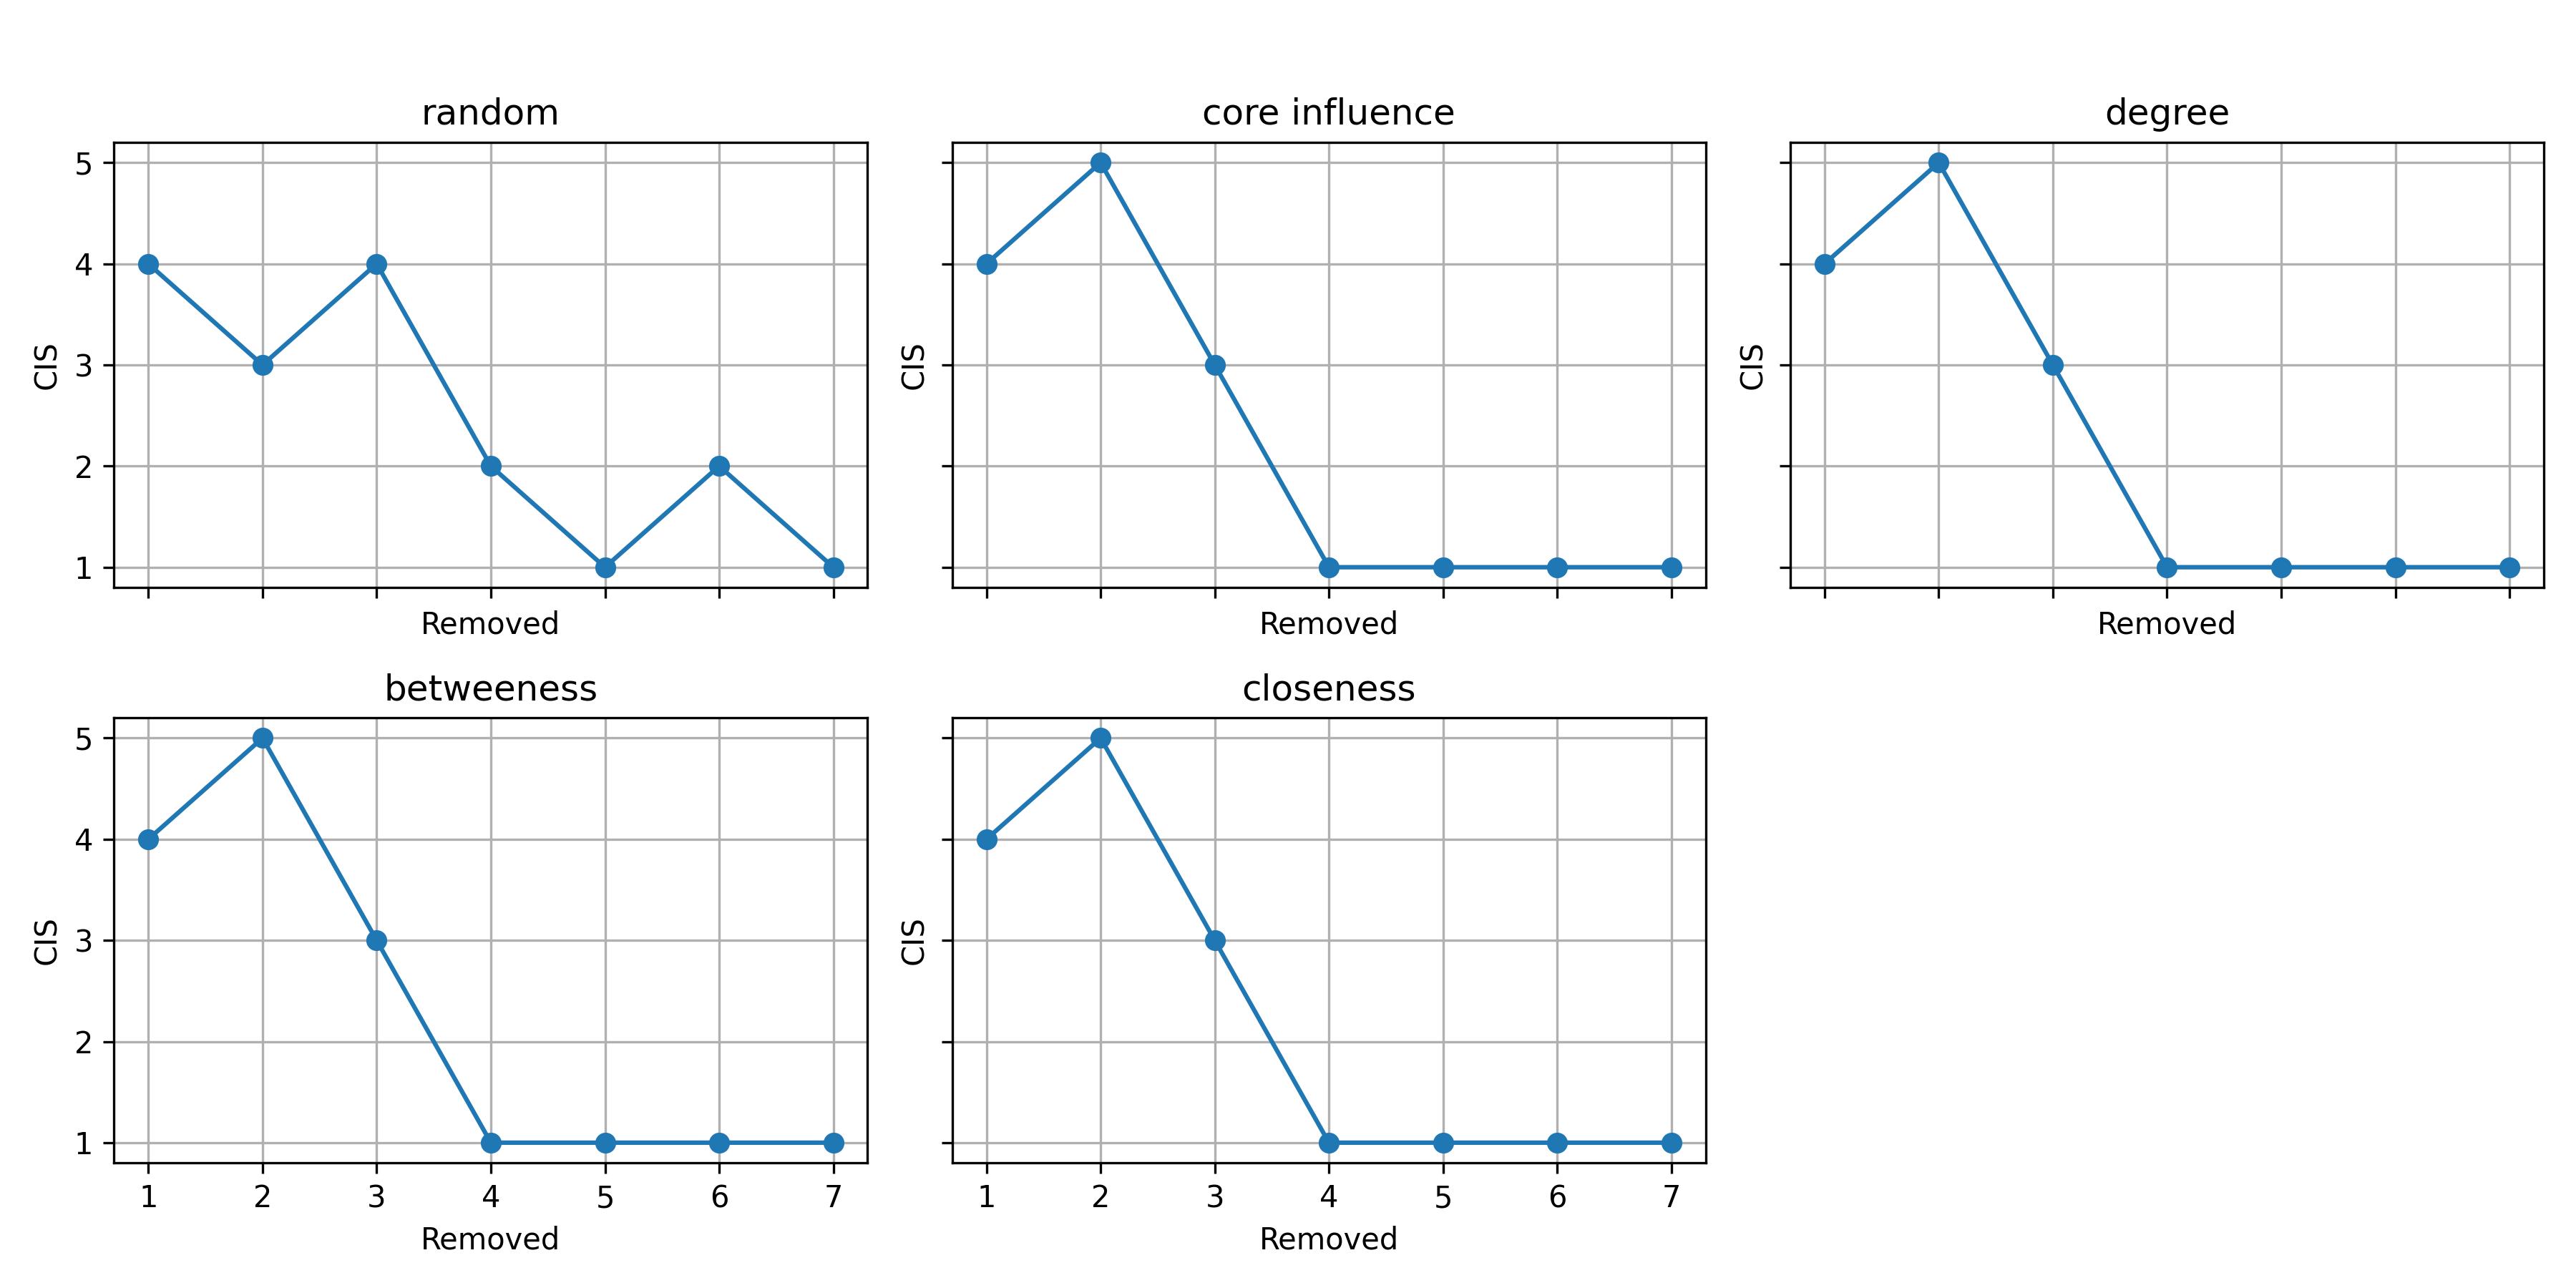 random
core influence
degree
5
4
3
2
1
CIS
CIS
CIS
Removed
Removed
Removed
betweeness
closeness
5
4
3
2
1
CIS
CIS
1 2 3 4 5 6 7
1 2 3 4 5 6 7
Removed
Removed